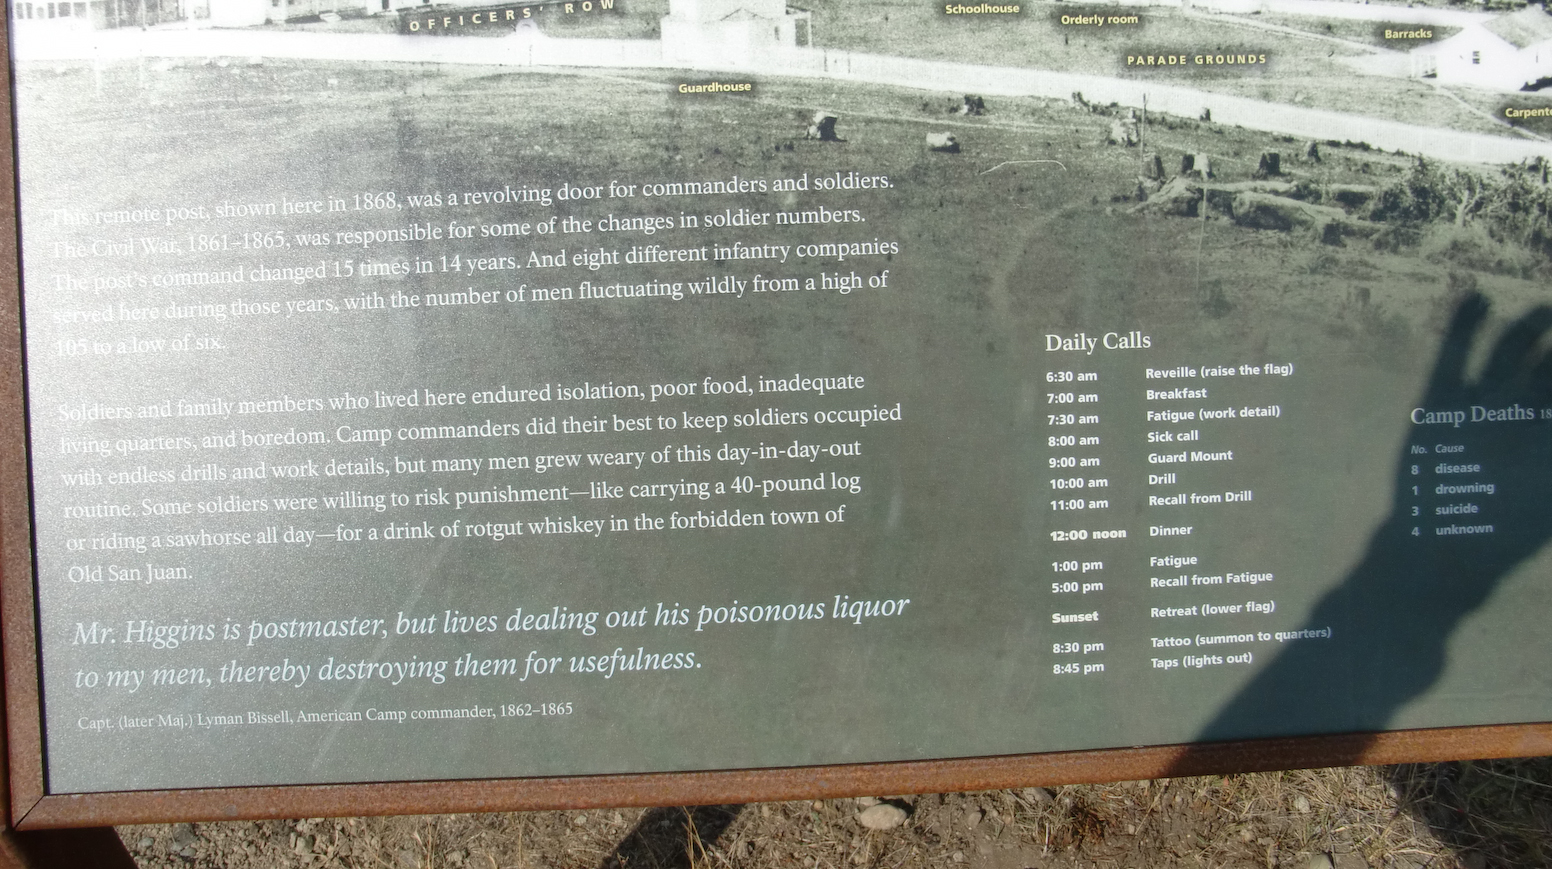 OFFICERS' ROW
Schoolhouse
Orderly room
Barracks
PARADE GROUNDS
Guardhouse
This remote post, shown here in 1868, was a revolving door for commanders and soldiers.
The Civil War, 1861–1865, was responsible for some of the changes in soldier numbers.
The post's command changed 15 times in 14 years. And eight different infantry companies
served here during those years, with the number of men fluctuating wildly from a high of
105 to a low of six.
Soldiers and family members who lived here endured isolation, poor food, inadequate
living quarters, and boredom. Camp commanders did their best to keep soldiers occupied
with endless drills and work details, but many men grew weary of this day-in-day-out
routine. Some soldiers were willing to risk punishment—like carrying a 40-pound log
or riding a sawhorse all day—for a drink of rotgut whiskey in the forbidden town of
Old San Juan.
Mr. Higgins is postmaster, but lives dealing out his poisonous liquor
to my men, thereby destroying them for usefulness.
Capt. (later Maj.) Lyman Bissell, American Camp commander, 1862–1865
Daily Calls
6:30 am Reveille (raise the flag)
7:00 am Breakfast
7:30 am Fatigue (work detail)
8:00 am Sick call
9:00 am Guard Mount
10:00 am Drill
11:00 am Recall from Drill
12:00 noon Dinner
1:00 pm Fatigue
5:00 pm Recall from Fatigue
Sunset Retreat (lower flag)
8:30 pm Tattoo (summon to quarters)
8:45 pm Taps (lights out)
Camp Deaths
No. Cause
8 disease
1 drowning
3 suicide
4 unknown